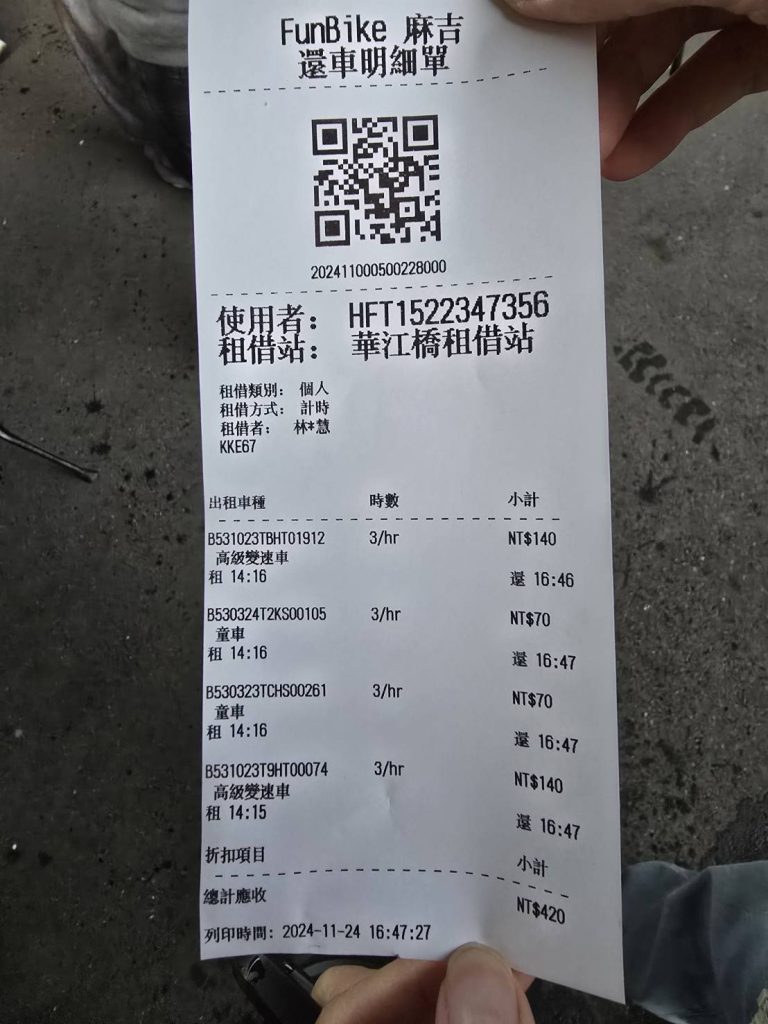 FunBike 麻吉
還車明細單
202411000500228000
使用者： HFT1522347356
租借站： 華江橋租借站
租借類別： 個人
租借方式： 計時
租借者： 林*慧
KKE67
出租車種 時數 小計
B531023TBHT01912 3/hr NT$140
高級變速車
租 14:16 還 16:46
B530324T2KS00105 3/hr NT$70
童車
租 14:16 還 16:47
B530323TCHS00261 3/hr NT$70
童車
租 14:16 還 16:47
B531023T9HT00074 3/hr NT$140
高級變速車
租 14:15 還 16:47
折扣項目 小計
總計應收 NT$420
列印時間: 2024-11-24 16:47:27